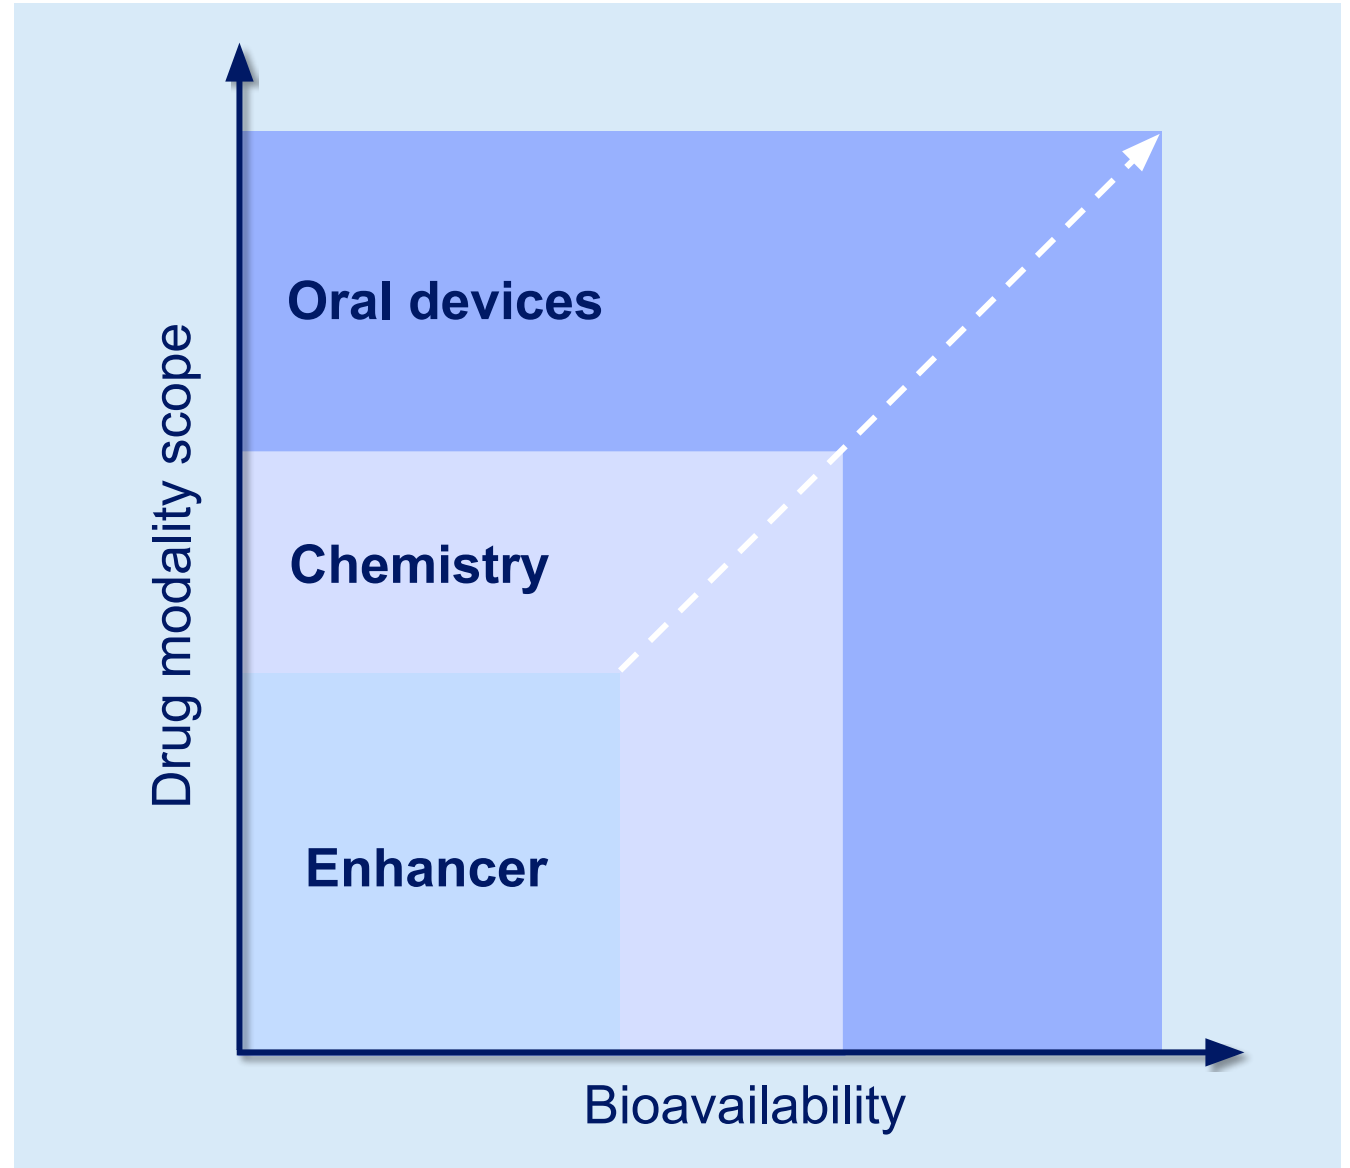 Oral devices
Chemistry
Enhancer
Drug modality scope
Bioavailability